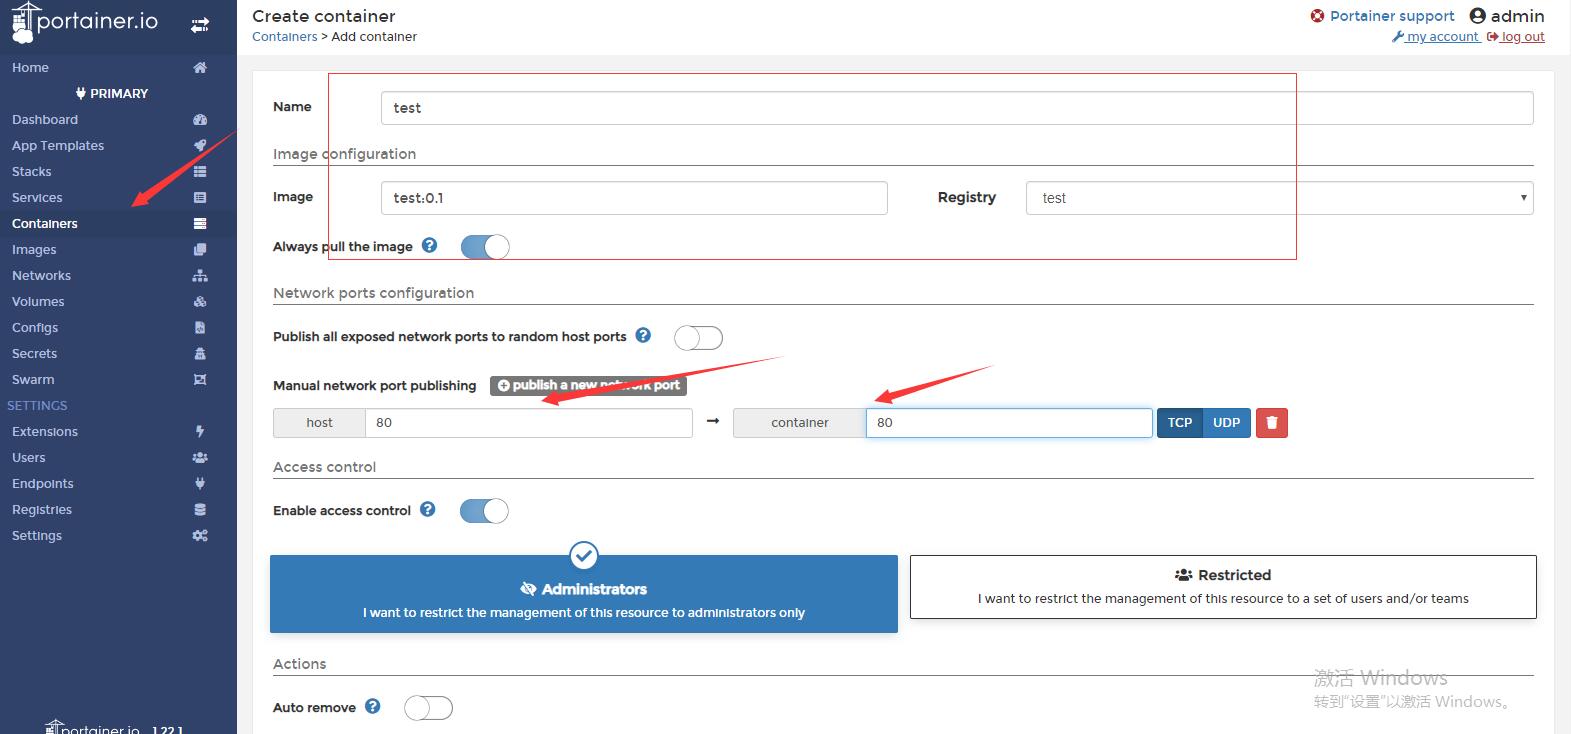 portainer.io
Create container
Portainer support
admin
Containers > Add container
my account
log out
Home
PRIMARY
Dashboard
App Templates
Stacks
Services
Containers
Images
Networks
Volumes
Configs
Secrets
Swarm
SETTINGS
Extensions
Users
Endpoints
Registries
Settings
portainer.io 1.22.1
Name
test
Image configuration
Image
test:0.1
Registry
test
Always pull the image
Network ports configuration
Publish all exposed network ports to random host ports
Manual network port publishing
publish a new network port
host
80
container
80
TCP
UDP
Access control
Enable access control
Administrators
I want to restrict the management of this resource to administrators only
Restricted
I want to restrict the management of this resource to a set of users and/or teams
Actions
Auto remove
激活 Windows
转到“设置”以激活 Windows。